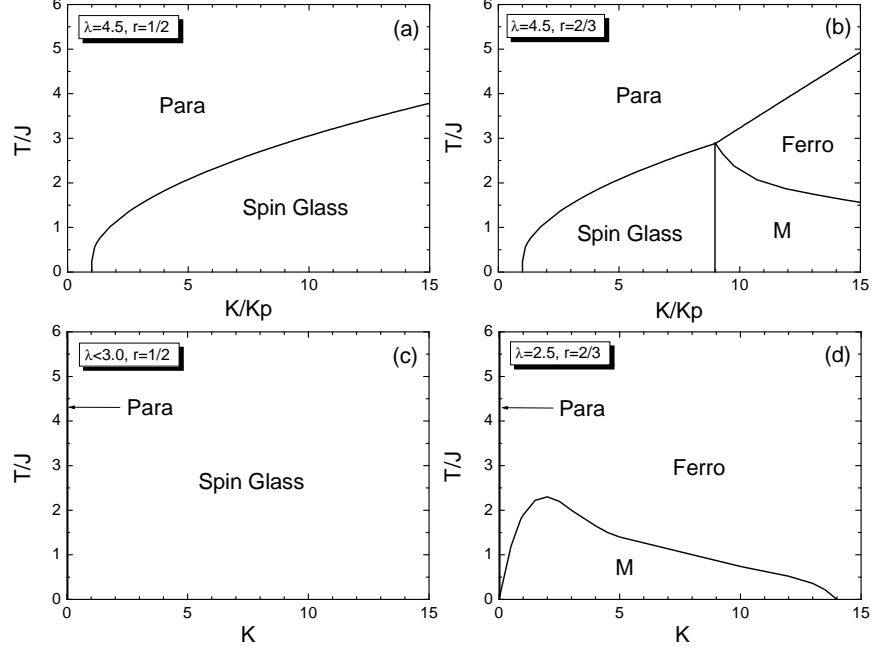 λ=4.5, r=1/2
(a)
Para
Spin Glass
T/J
0
1
2
3
4
5
6
0
5
10
15
K/Kp
λ=4.5, r=2/3
(b)
Para
Ferro
Spin Glass
M
T/J
0
1
2
3
4
5
6
0
5
10
15
K/Kp
λ<3.0, r=1/2
(c)
Para
Spin Glass
T/J
0
1
2
3
4
5
6
0
5
10
15
K
λ=2.5, r=2/3
(d)
Para
Ferro
M
T/J
0
1
2
3
4
5
6
0
5
10
15
K